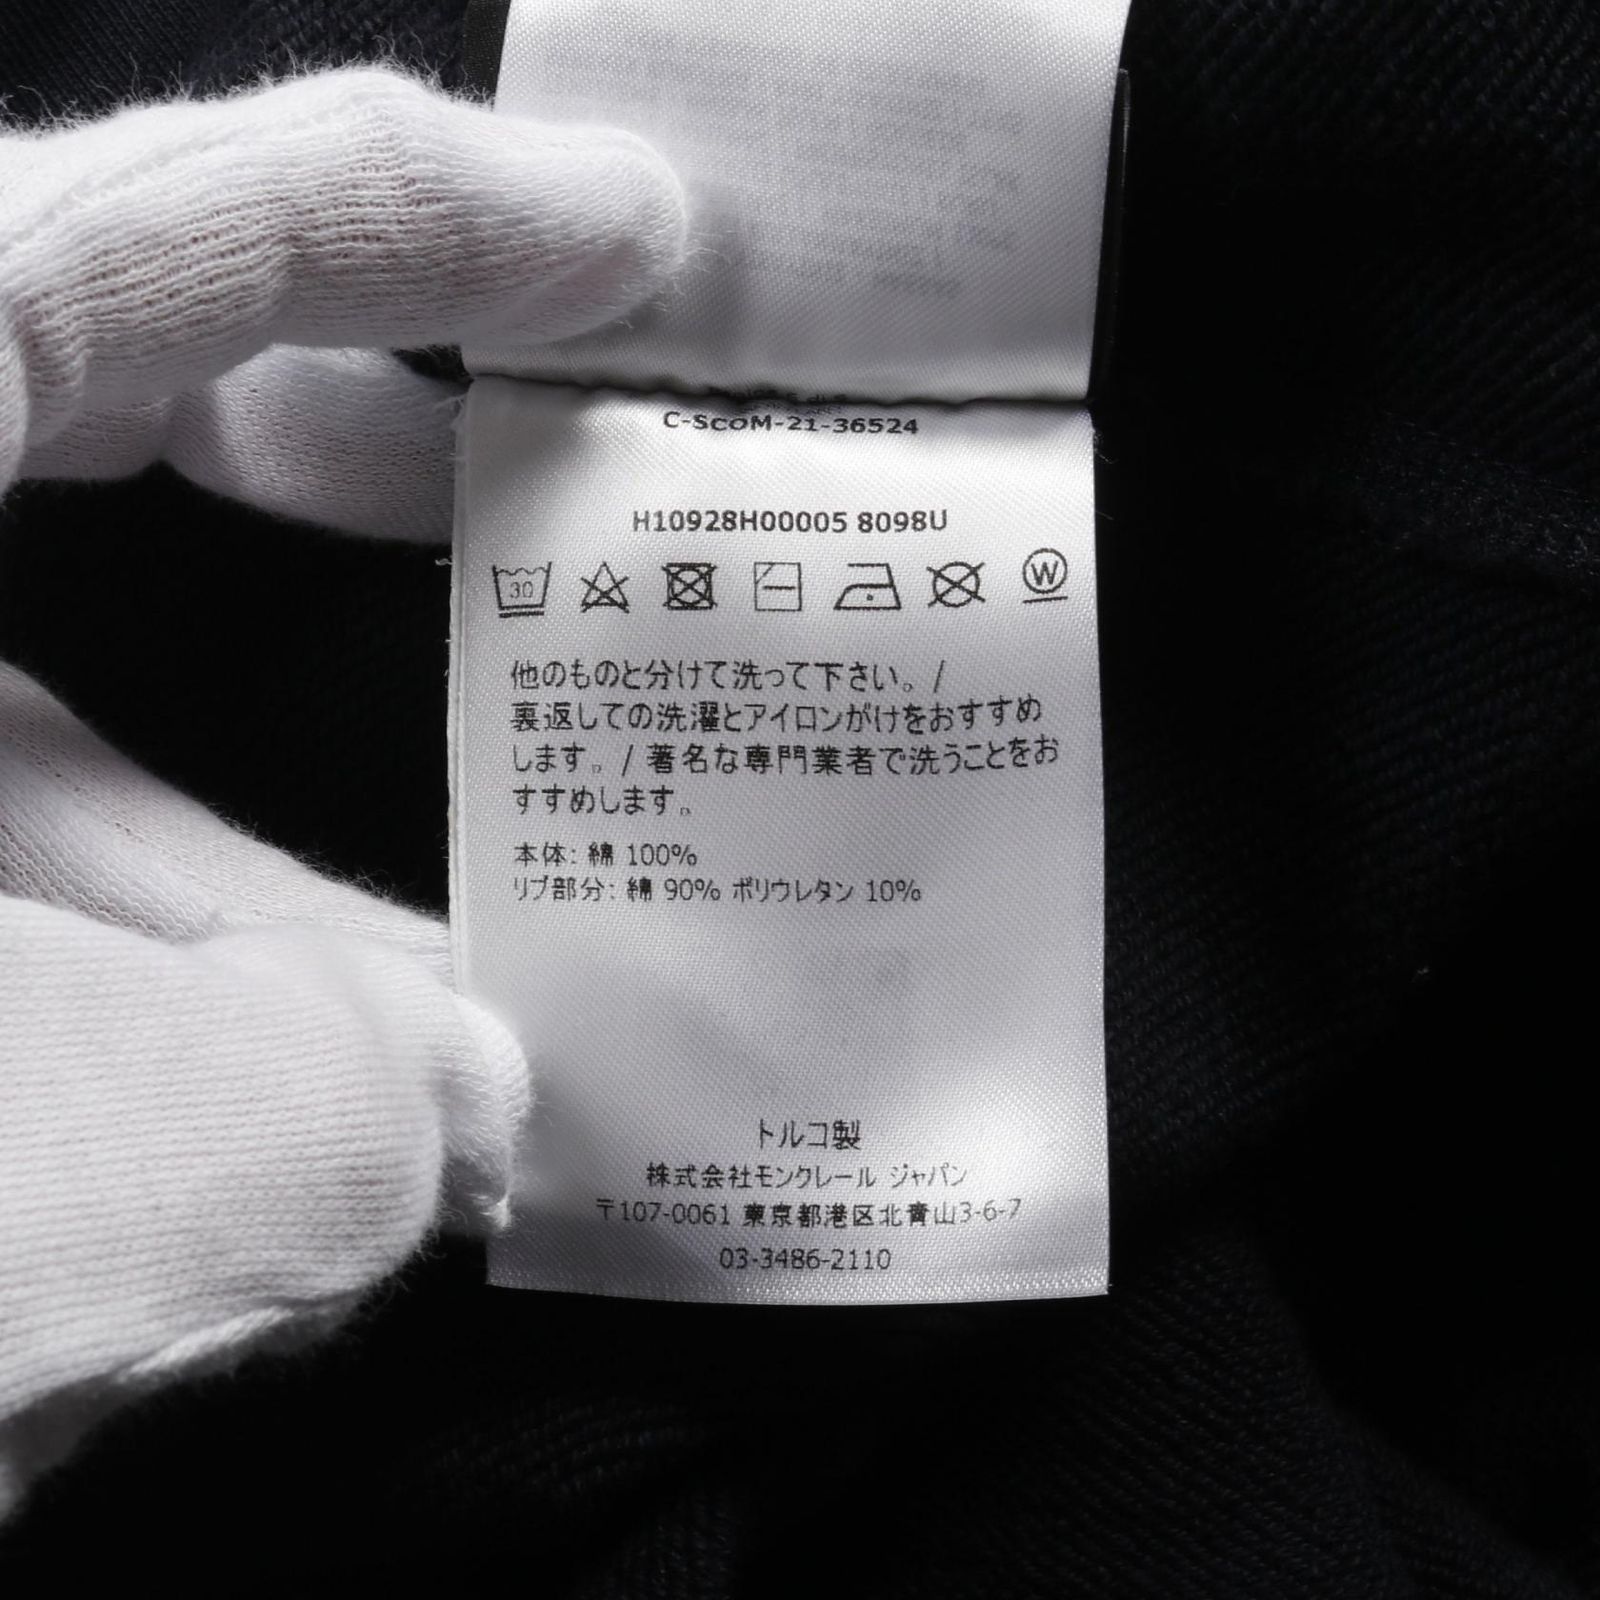 C-SCOM-21-36524
H10928H00005 8098U
30
W
他のものと分けて洗って下さい。/
裏返しての洗濯とアイロンがけをおすすめ
します。/ 著名な専門業者で洗うことをお
すすめします。
本体: 綿 100%
リブ部分: 綿 90% ポリウレタン 10%
トルコ製
株式会社モンクレール ジャパン
〒107-0061 東京都港区北青山3-6-7
03-3486-2110